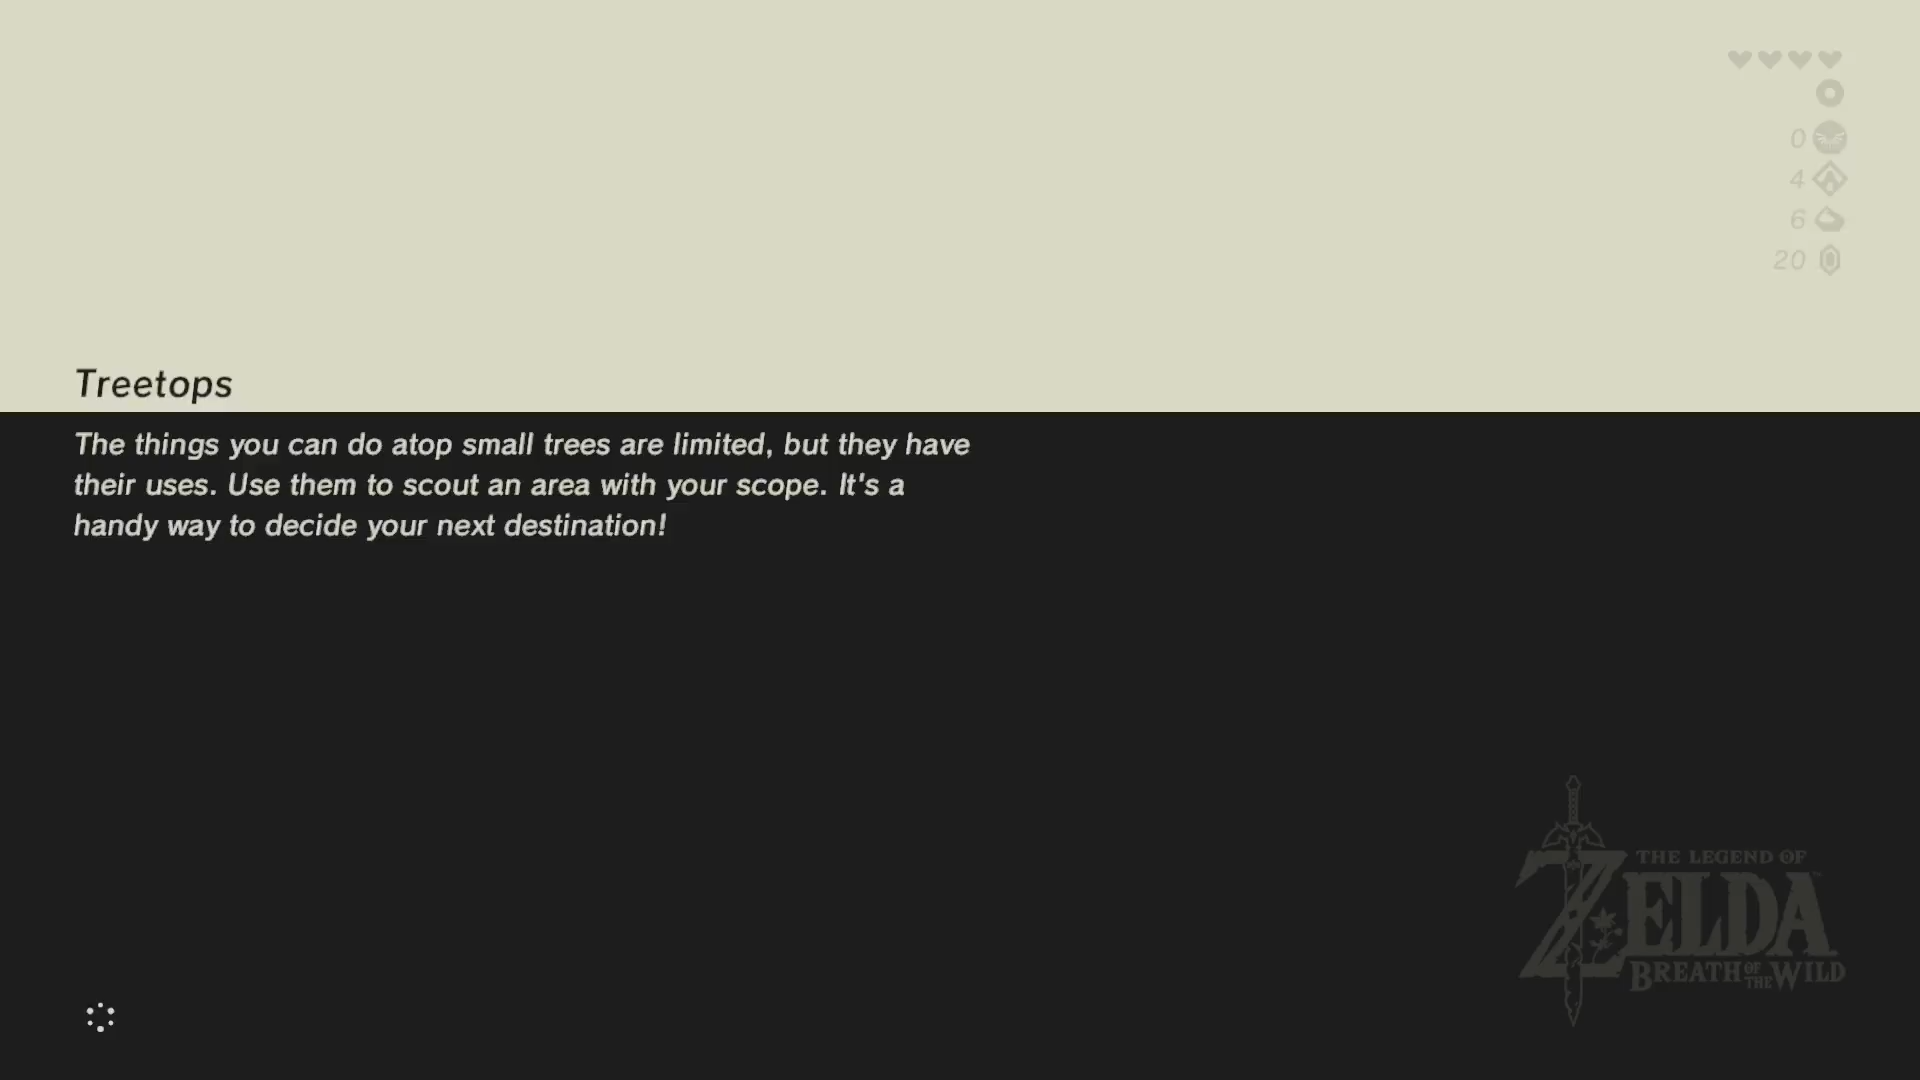 0
4
6
20
Treetops
The things you can do atop small trees are limited, but they have
their uses. Use them to scout an area with your scope. It's a
handy way to decide your next destination!
THE LEGEND OF
ZELDA
BREATH OF THE WILD